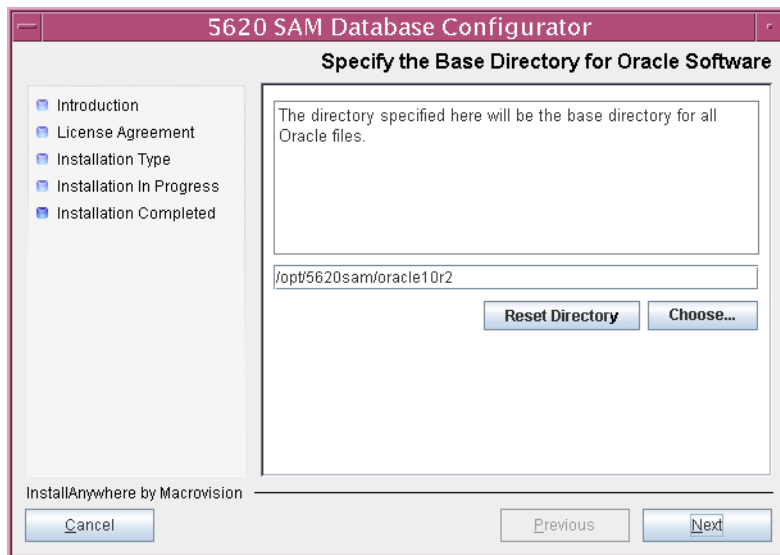 5620 SAM Database Configurator
Specify the Base Directory for Oracle Software
Introduction
License Agreement
Installation Type
Installation In Progress
Installation Completed
The directory specified here will be the base directory for all
Oracle files.
/opt/5620sam/oracle10r2
Reset Directory
Choose...
InstallAnywhere by Macrovision
Cancel
Previous
Next